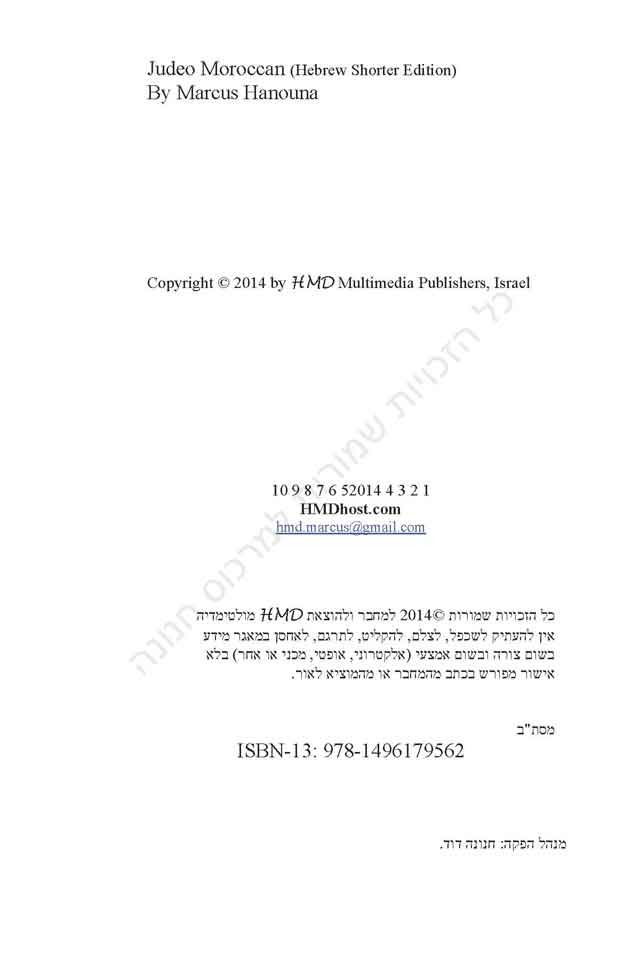 Judeo Moroccan (Hebrew Shorter Edition)
By Marcus Hanouna
Copyright © 2014 by HMD Multimedia Publishers, Israel
כל הזכויות שמורות למרכוס חנונה
10 9 8 7 6 52014 4 3 2 1
HMDhost.com
hmd.marcus@gmail.com
כל הזכויות שמורות ©2014 למחבר ולהוצאת HMD מולטימדיה
אין להעתיק לשכפל, לצלם, להקליט, לתרגם, לאחסן במאגר מידע
בשום צורה ובשום אמצעי (אלקטרוני, אופטי, מכני או אחר) בלא
אישור מפורש בכתב מהמחבר או מהמוציא לאור.
מסת"ב
ISBN-13: 978-1496179562
מנהל הפקה: חנונה דוד.